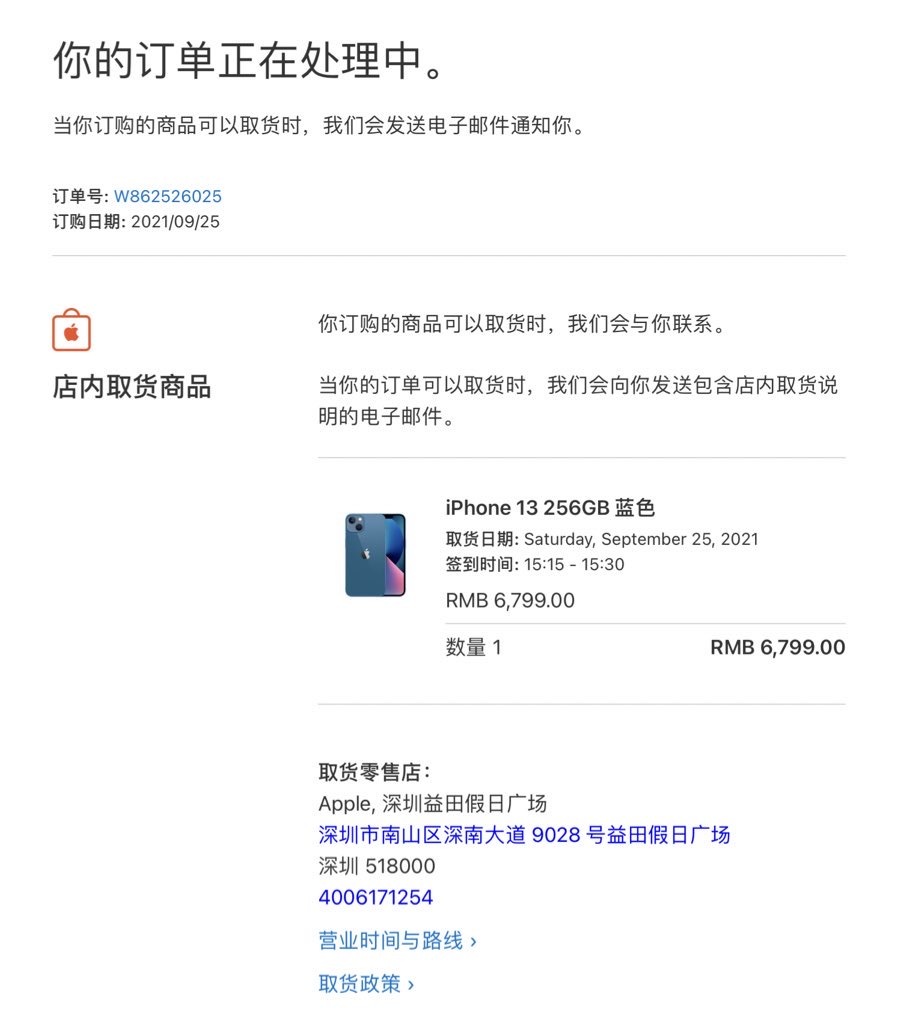 你的订单正在处理中。
当你订购的商品可以取货时，我们会发送电子邮件通知你。
订单号: W862526025
订购日期: 2021/09/25
店内取货商品
你订购的商品可以取货时，我们会与你联系。
当你的订单可以取货时，我们会向你发送包含店内取货说
明的电子邮件。
iPhone 13 256GB 蓝色
取货日期: Saturday, September 25, 2021
签到时间: 15:15 - 15:30
RMB 6,799.00
数量 1 RMB 6,799.00
取货零售店：
Apple, 深圳益田假日广场
深圳市南山区深南大道 9028 号益田假日广场
深圳 518000
4006171254
营业时间与路线 ›
取货政策 ›